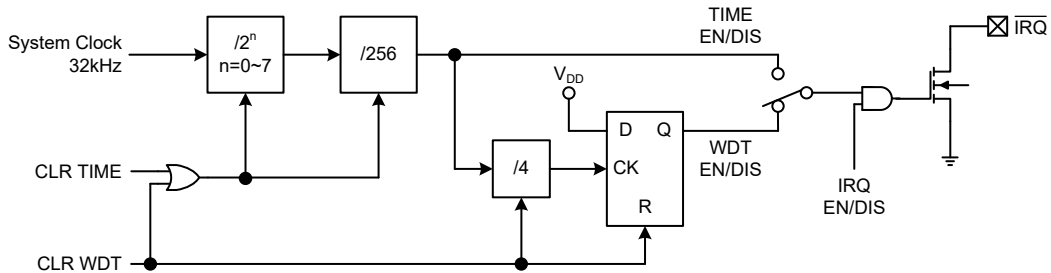 System Clock
32kHz
/2ⁿ
n=0~7
/256
TIME
EN/DIS
IRQ
VDD
D
Q
CK
R
/4
WDT
EN/DIS
IRQ
EN/DIS
CLR TIME
CLR WDT